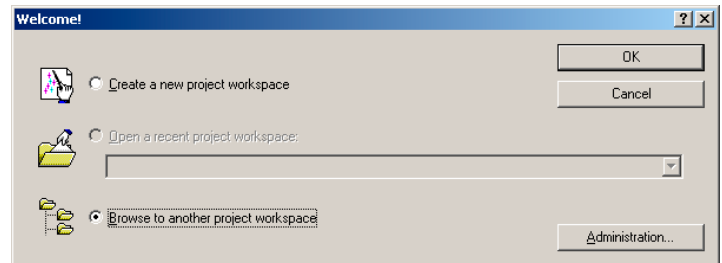 Welcome!
OK
Create a new project workspace
Cancel
Open a recent project workspace:
Browse to another project workspace
Administration...